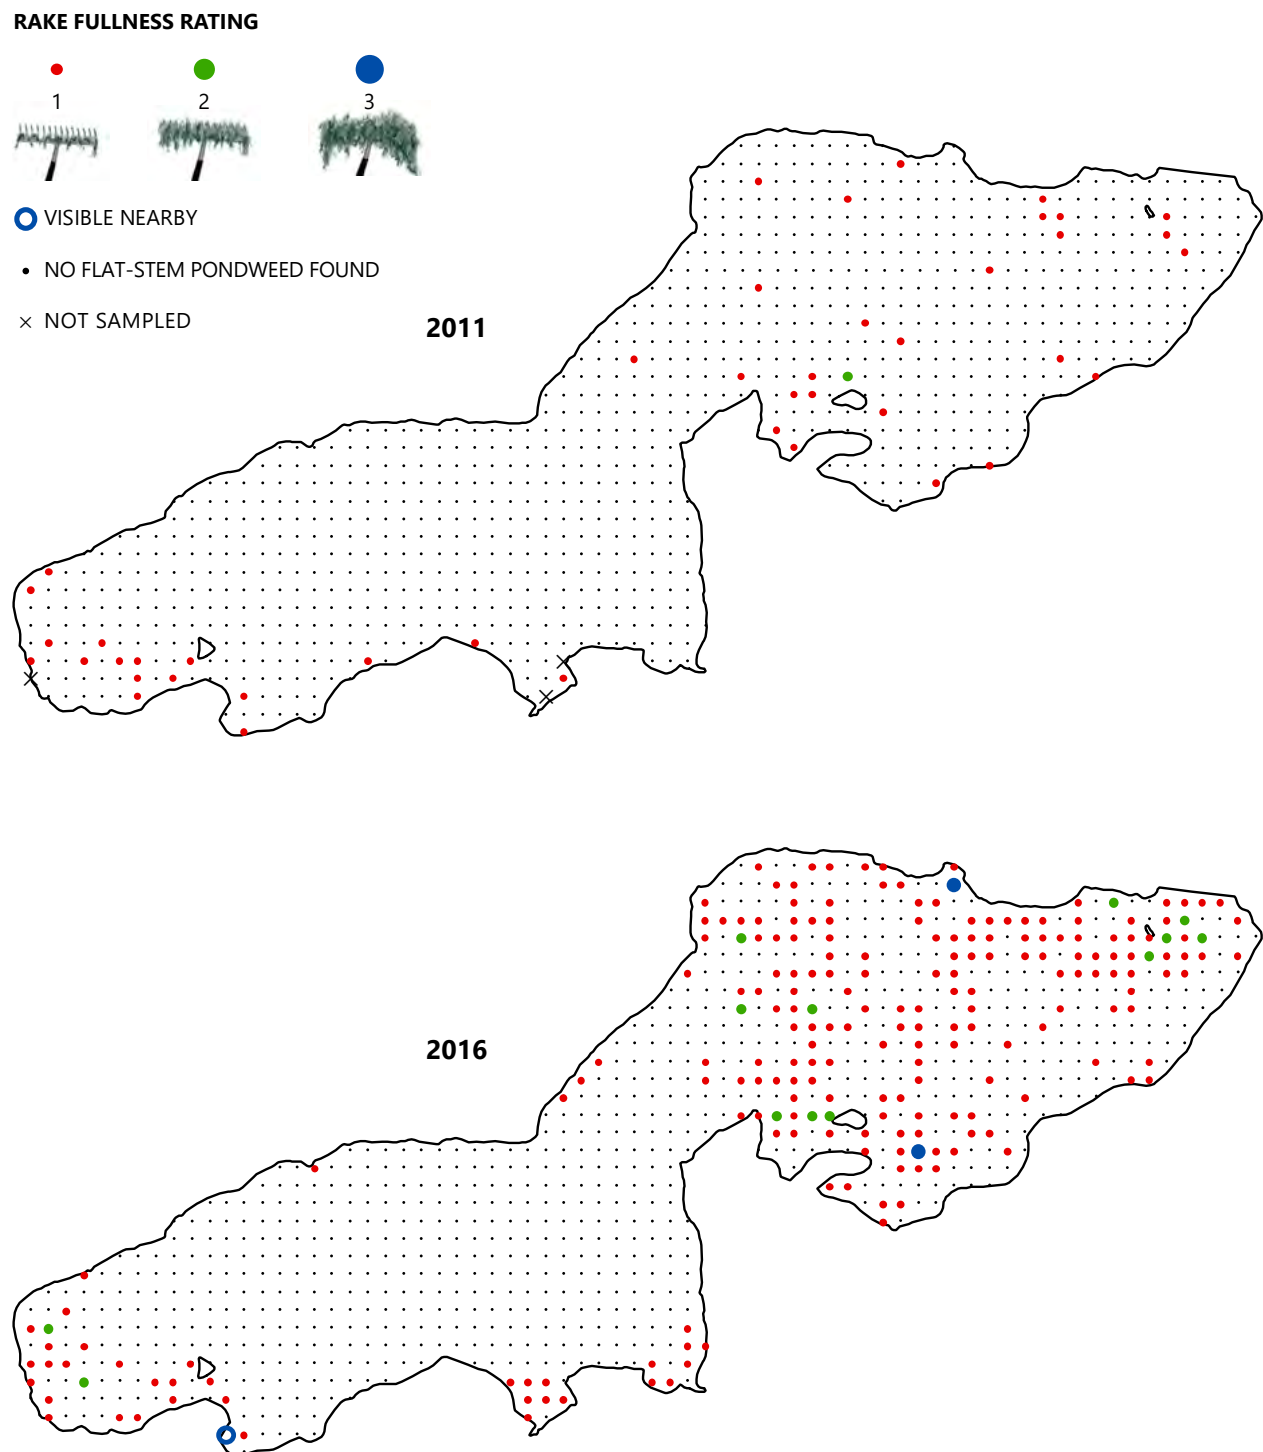 RAKE FULLNESS RATING
1 2 3
VISIBLE NEARBY
NO FLAT-STEM PONDWEED FOUND
NOT SAMPLED
2011
2016